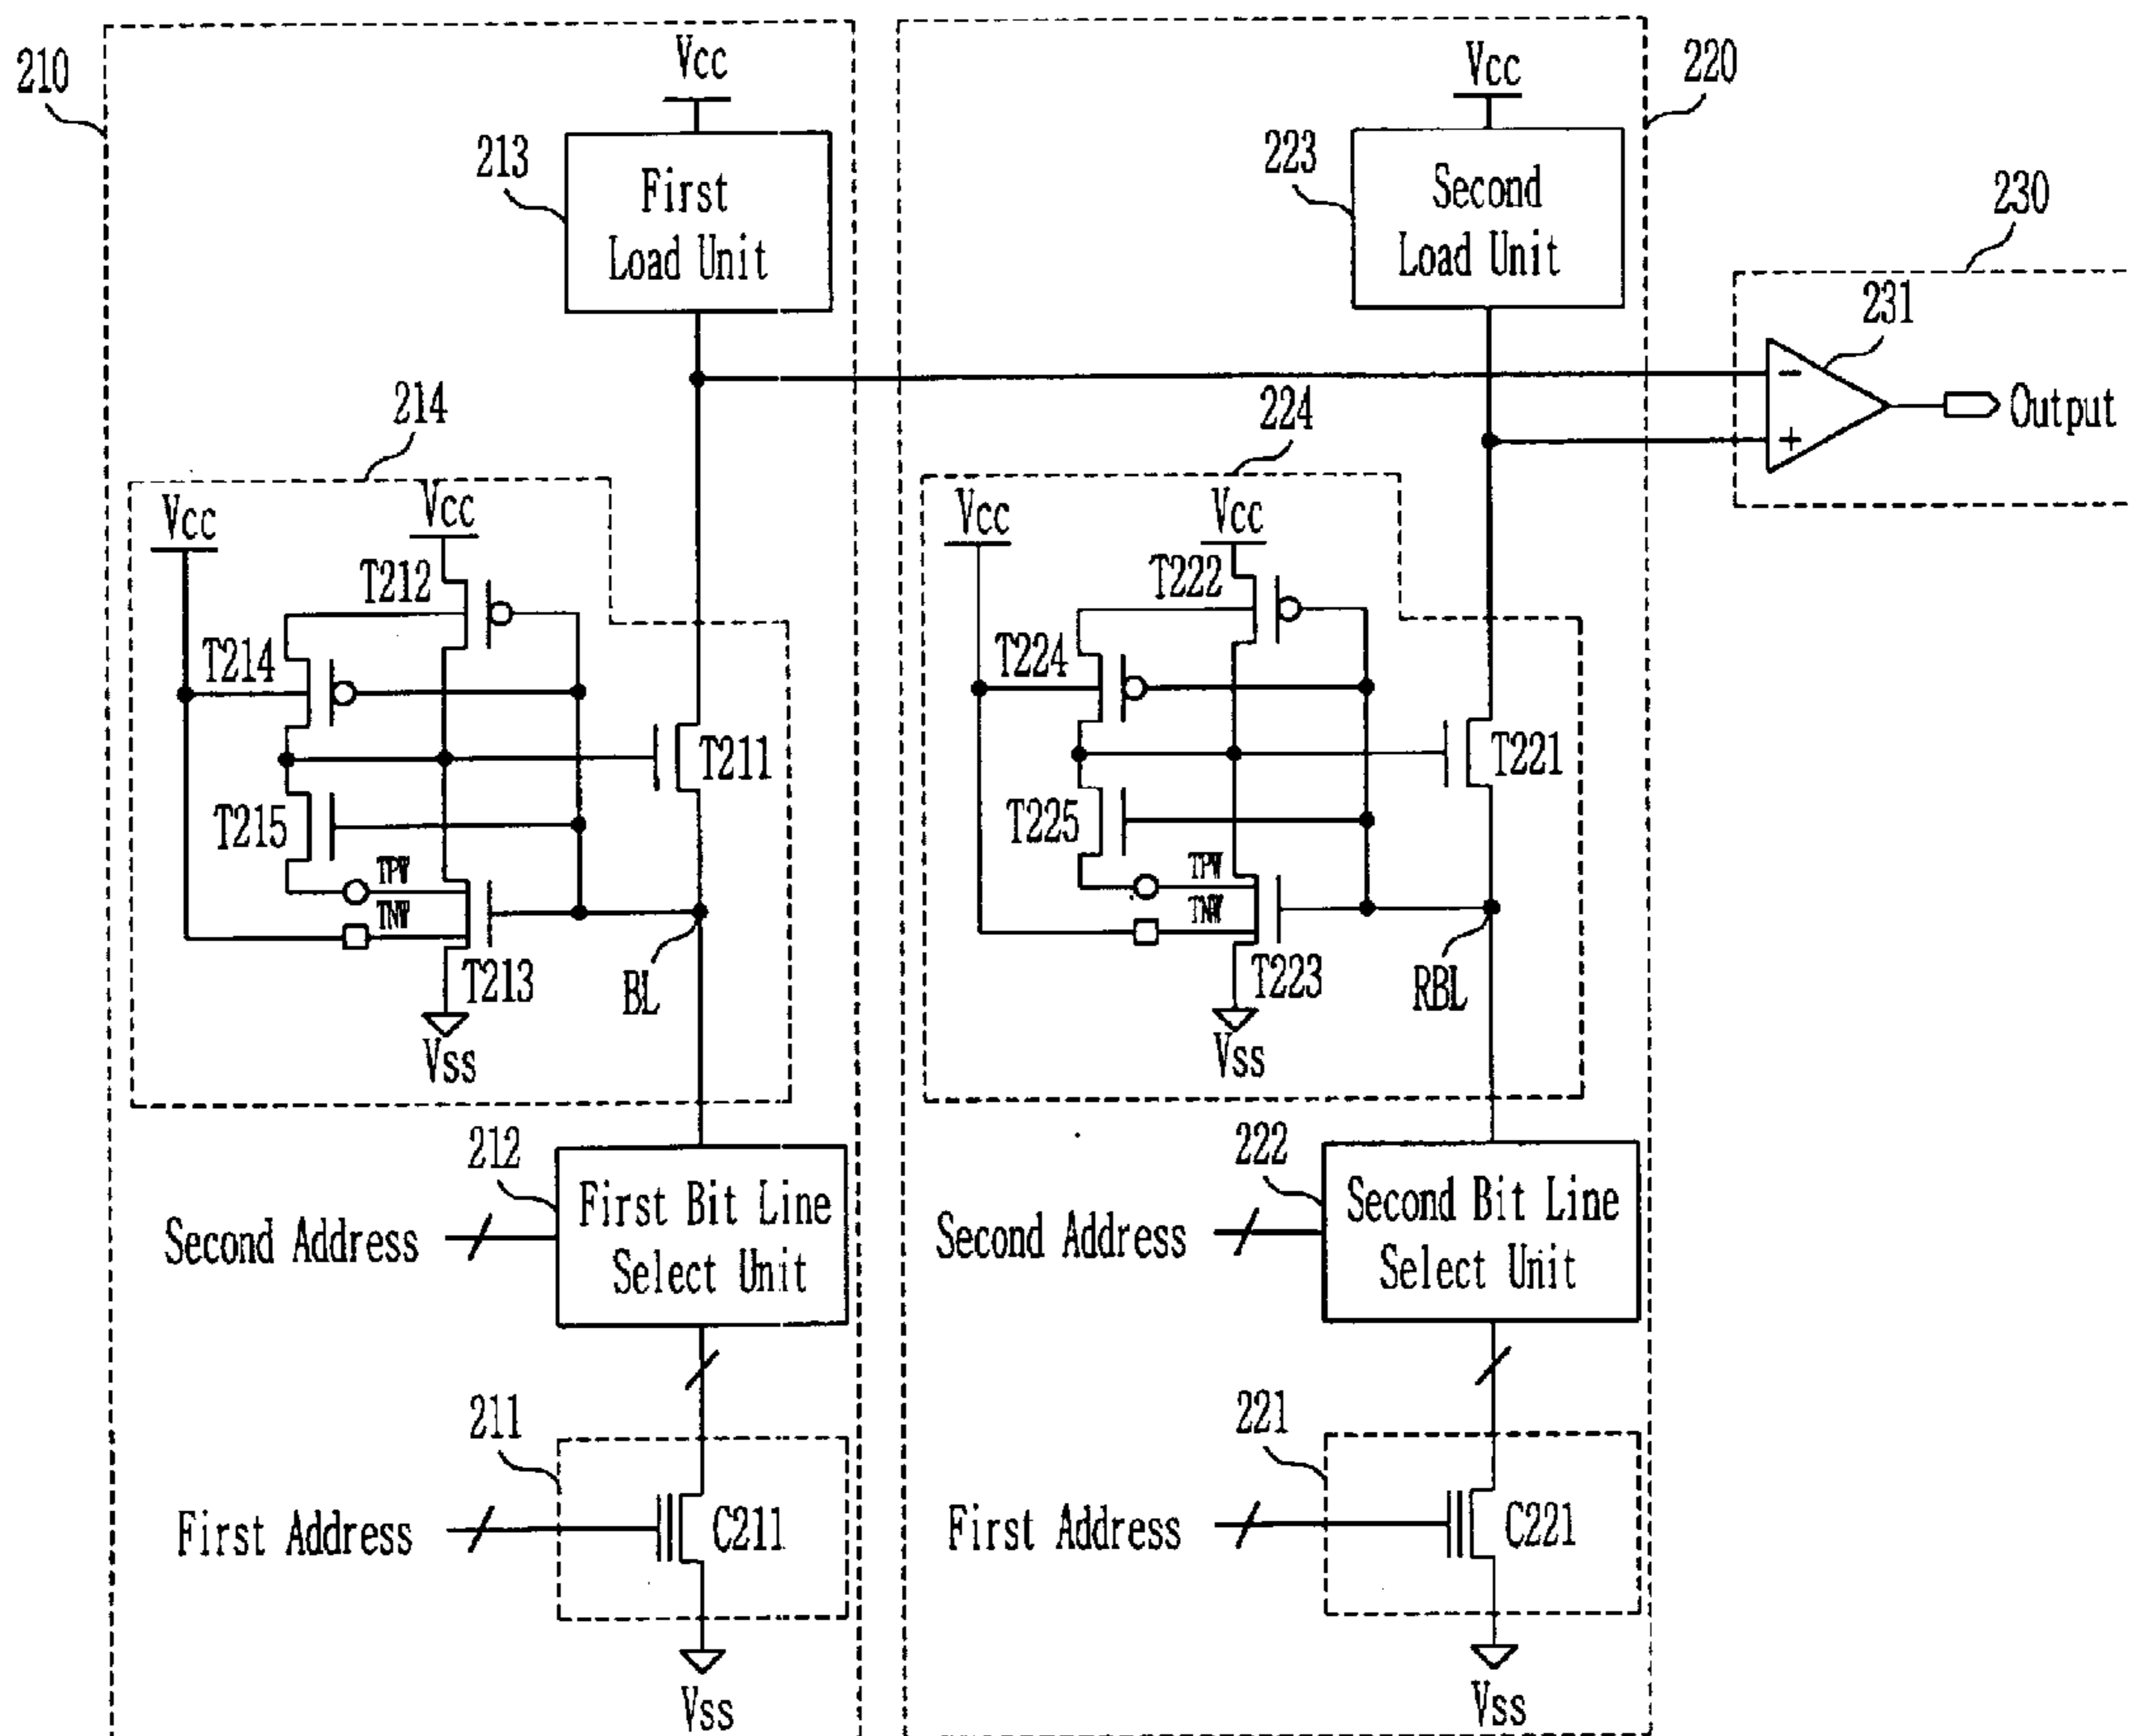 210
Vcc
213
First
Load Unit
Vcc
220
223
Second
Load Unit
230
231
-
+
Output
214
Vcc
Vcc
T212
T214
T211
T215
TPW
TNW
T213
BL
Vss
224
Vcc
Vcc
T222
T224
T221
T225
TPW
TNW
T223
RBL
Vss
212
Second Address
First Bit Line
Select Unit
222
Second Address
Second Bit Line
Select Unit
211
First Address
C211
Vss
221
First Address
C221
Vss